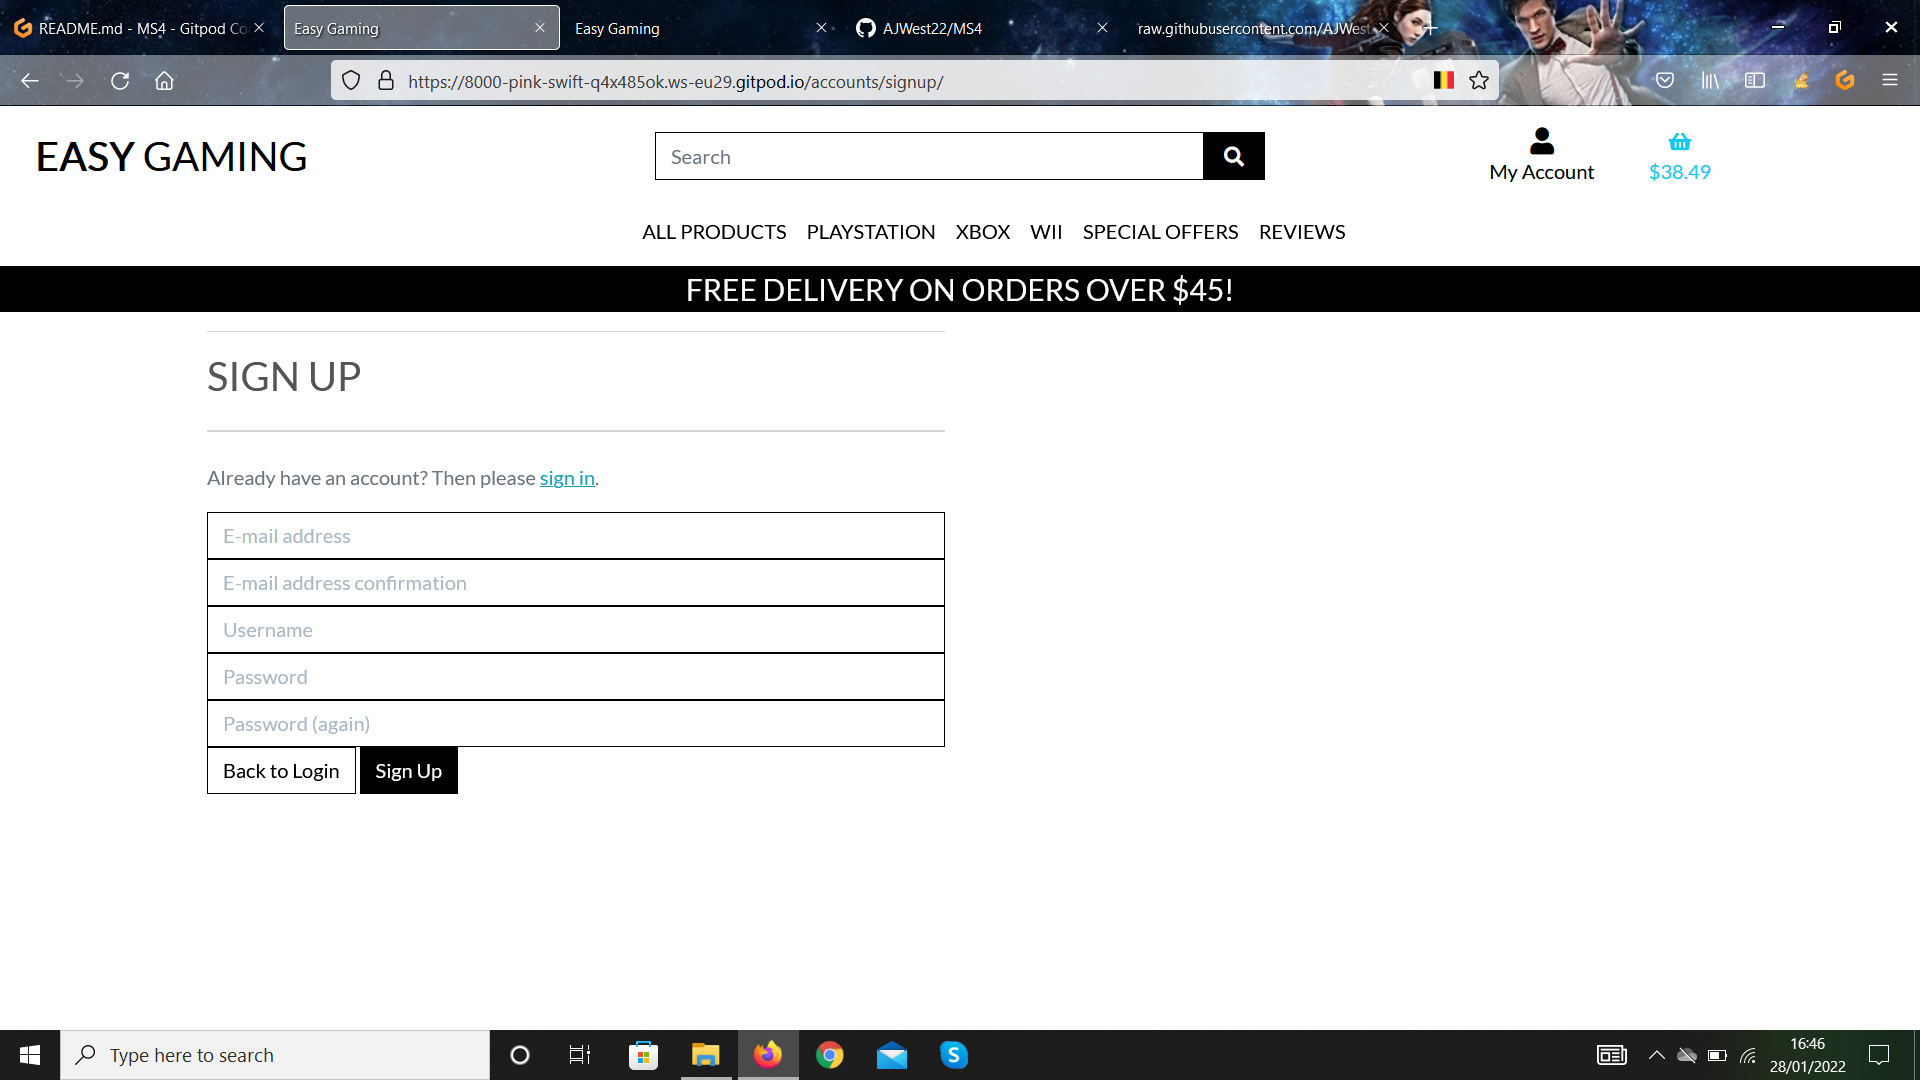 README.md - MS4 - Gitpod Co
Easy Gaming
Easy Gaming
AJWest22/MS4
raw.githubusercontent.com/AJWest
https://8000-pink-swift-q4x485ok.ws-eu29.gitpod.io/accounts/signup/
EASY GAMING
Search
My Account
$38.49
ALL PRODUCTS PLAYSTATION XBOX WII SPECIAL OFFERS REVIEWS
FREE DELIVERY ON ORDERS OVER $45!
SIGN UP
Already have an account? Then please sign in.
E-mail address
E-mail address confirmation
Username
Password
Password (again)
Back to Login
Sign Up
Type here to search
16:46
28/01/2022